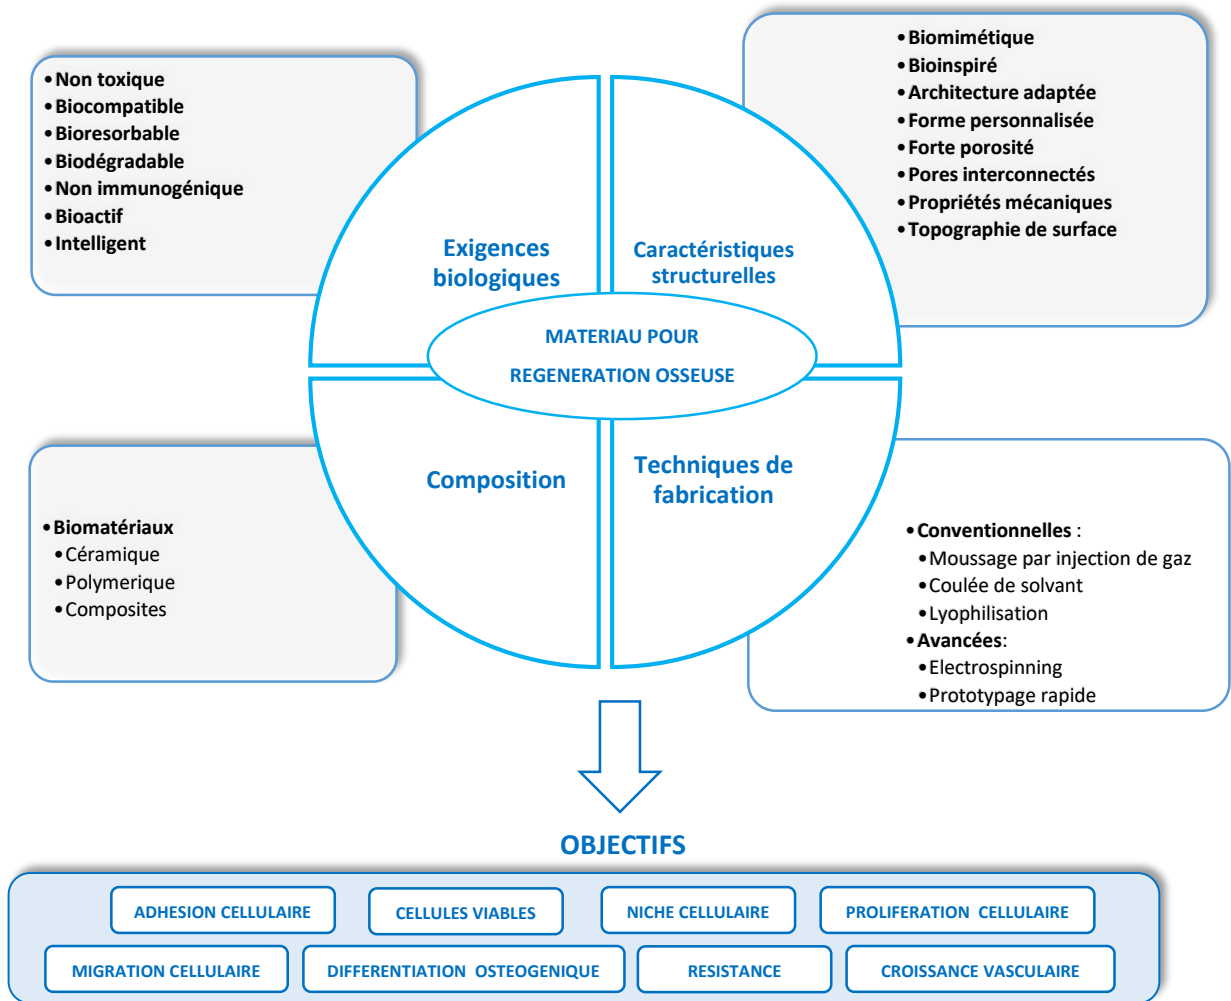 • Non toxique
• Biocompatible
• Bioresorbable
• Biodégradable
• Non immunogénique
• Bioactif
• Intelligent
• Biomimétique
• Bioinspiré
• Architecture adaptée
• Forme personnalisée
• Forte porosité
• Pores interconnectés
• Propriétés mécaniques
• Topographie de surface
Exigences
biologiques
Caractéristiques
structurelles
MATERIAU POUR
REGENERATION OSSEUSE
Composition
Techniques de
fabrication
• Biomatériaux
• Céramique
• Polymerique
• Composites
• Conventionnelles :
• Moussage par injection de gaz
• Coulée de solvant
• Lyophilisation
• Avancées:
• Electrospinning
• Prototypage rapide
OBJECTIFS
ADHESION CELLULAIRE
CELLULES VIABLES
NICHE CELLULAIRE
PROLIFERATION CELLULAIRE
MIGRATION CELLULAIRE
DIFFERENTIATION OSTEOGENIQUE
RESISTANCE
CROISSANCE VASCULAIRE